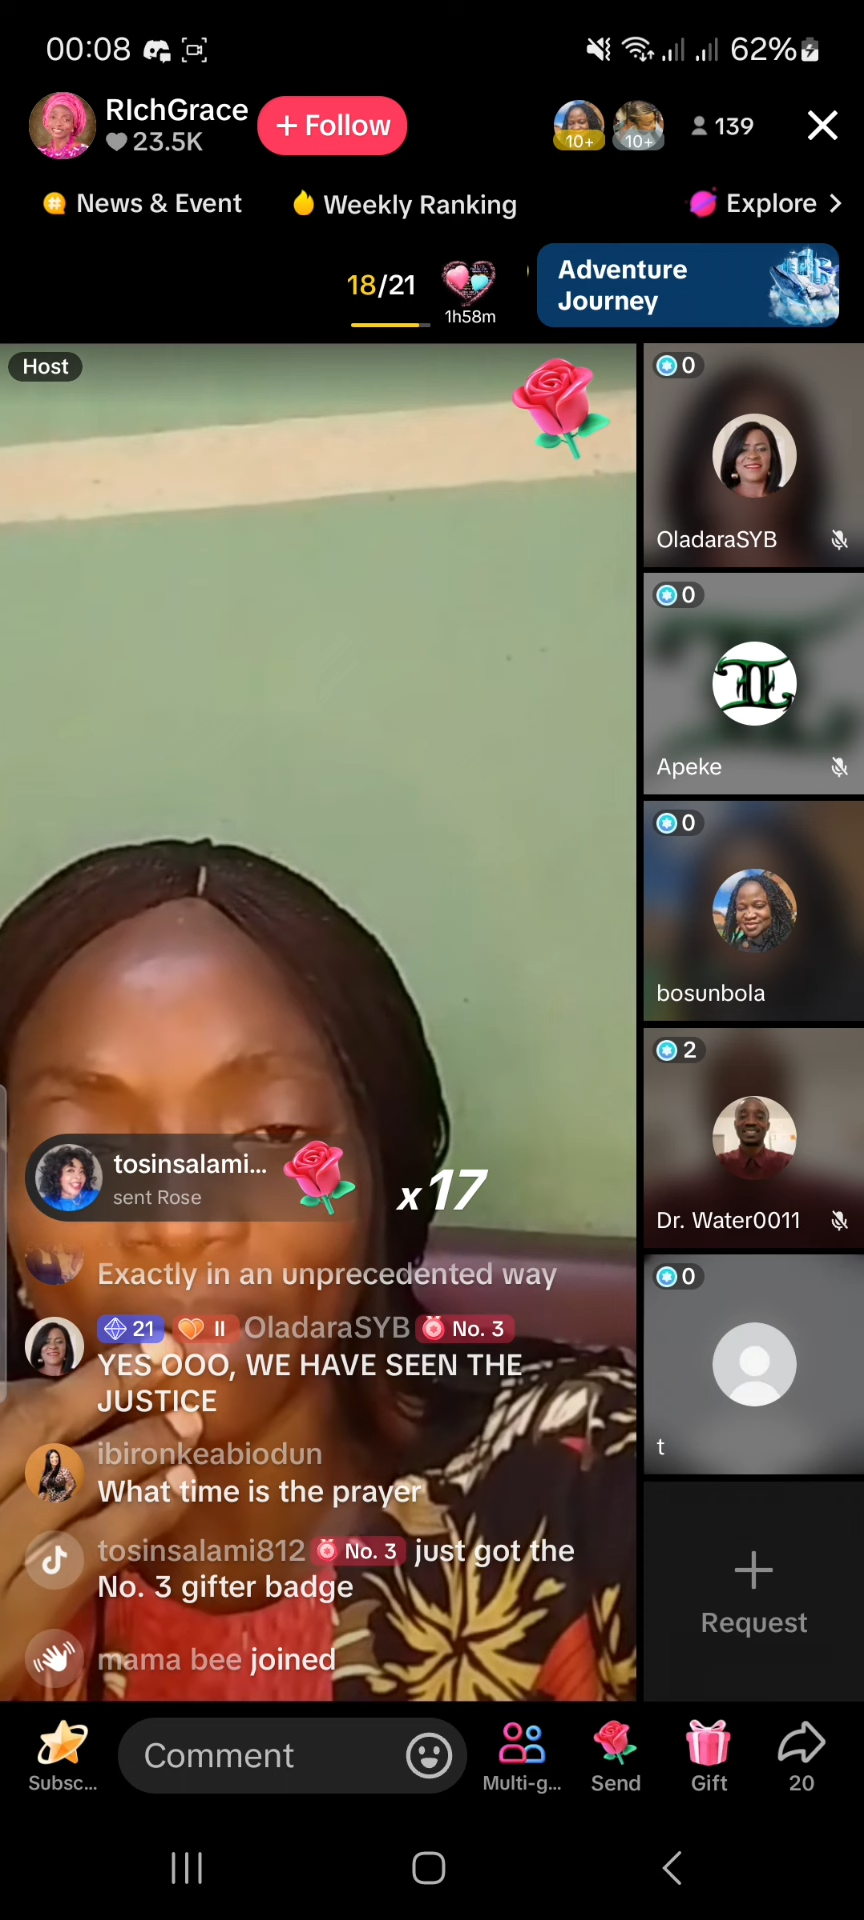 00:08
62%
RIchGrace
23.5K
+ Follow
10+
10+
139
News & Event
Weekly Ranking
Explore >
18/21
1h58m
Adventure
Journey
Host
0
OladaraSYB
0
Apeke
0
bosunbola
2
Dr. Water0011
0
t
Request
tosinsalami...
sent Rose
x17
Exactly in an unprecedented way
21 II OladaraSYB No. 3
YES OOO, WE HAVE SEEN THE
JUSTICE
ibironkeabiodun
What time is the prayer
tosinsalami812 No. 3 just got the
No. 3 gifter badge
mama bee joined
Subsc...
Comment
Multi-g...
Send
Gift
20